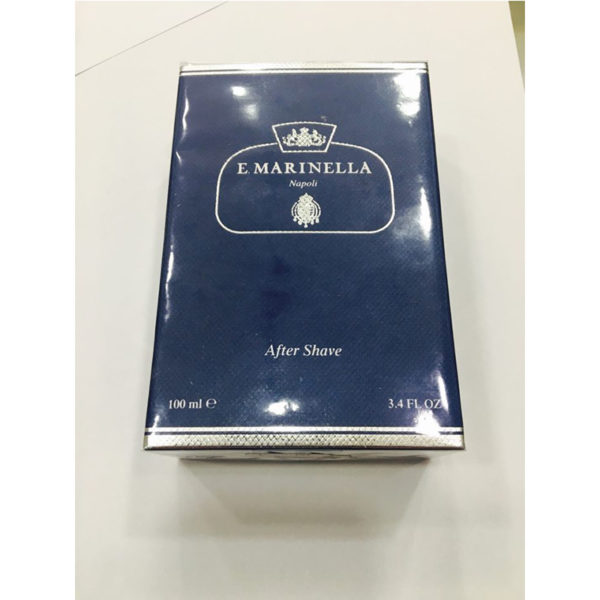 E. MARINELLA
Napoli
After Shave
100 ml ℮
3.4 FL OZ